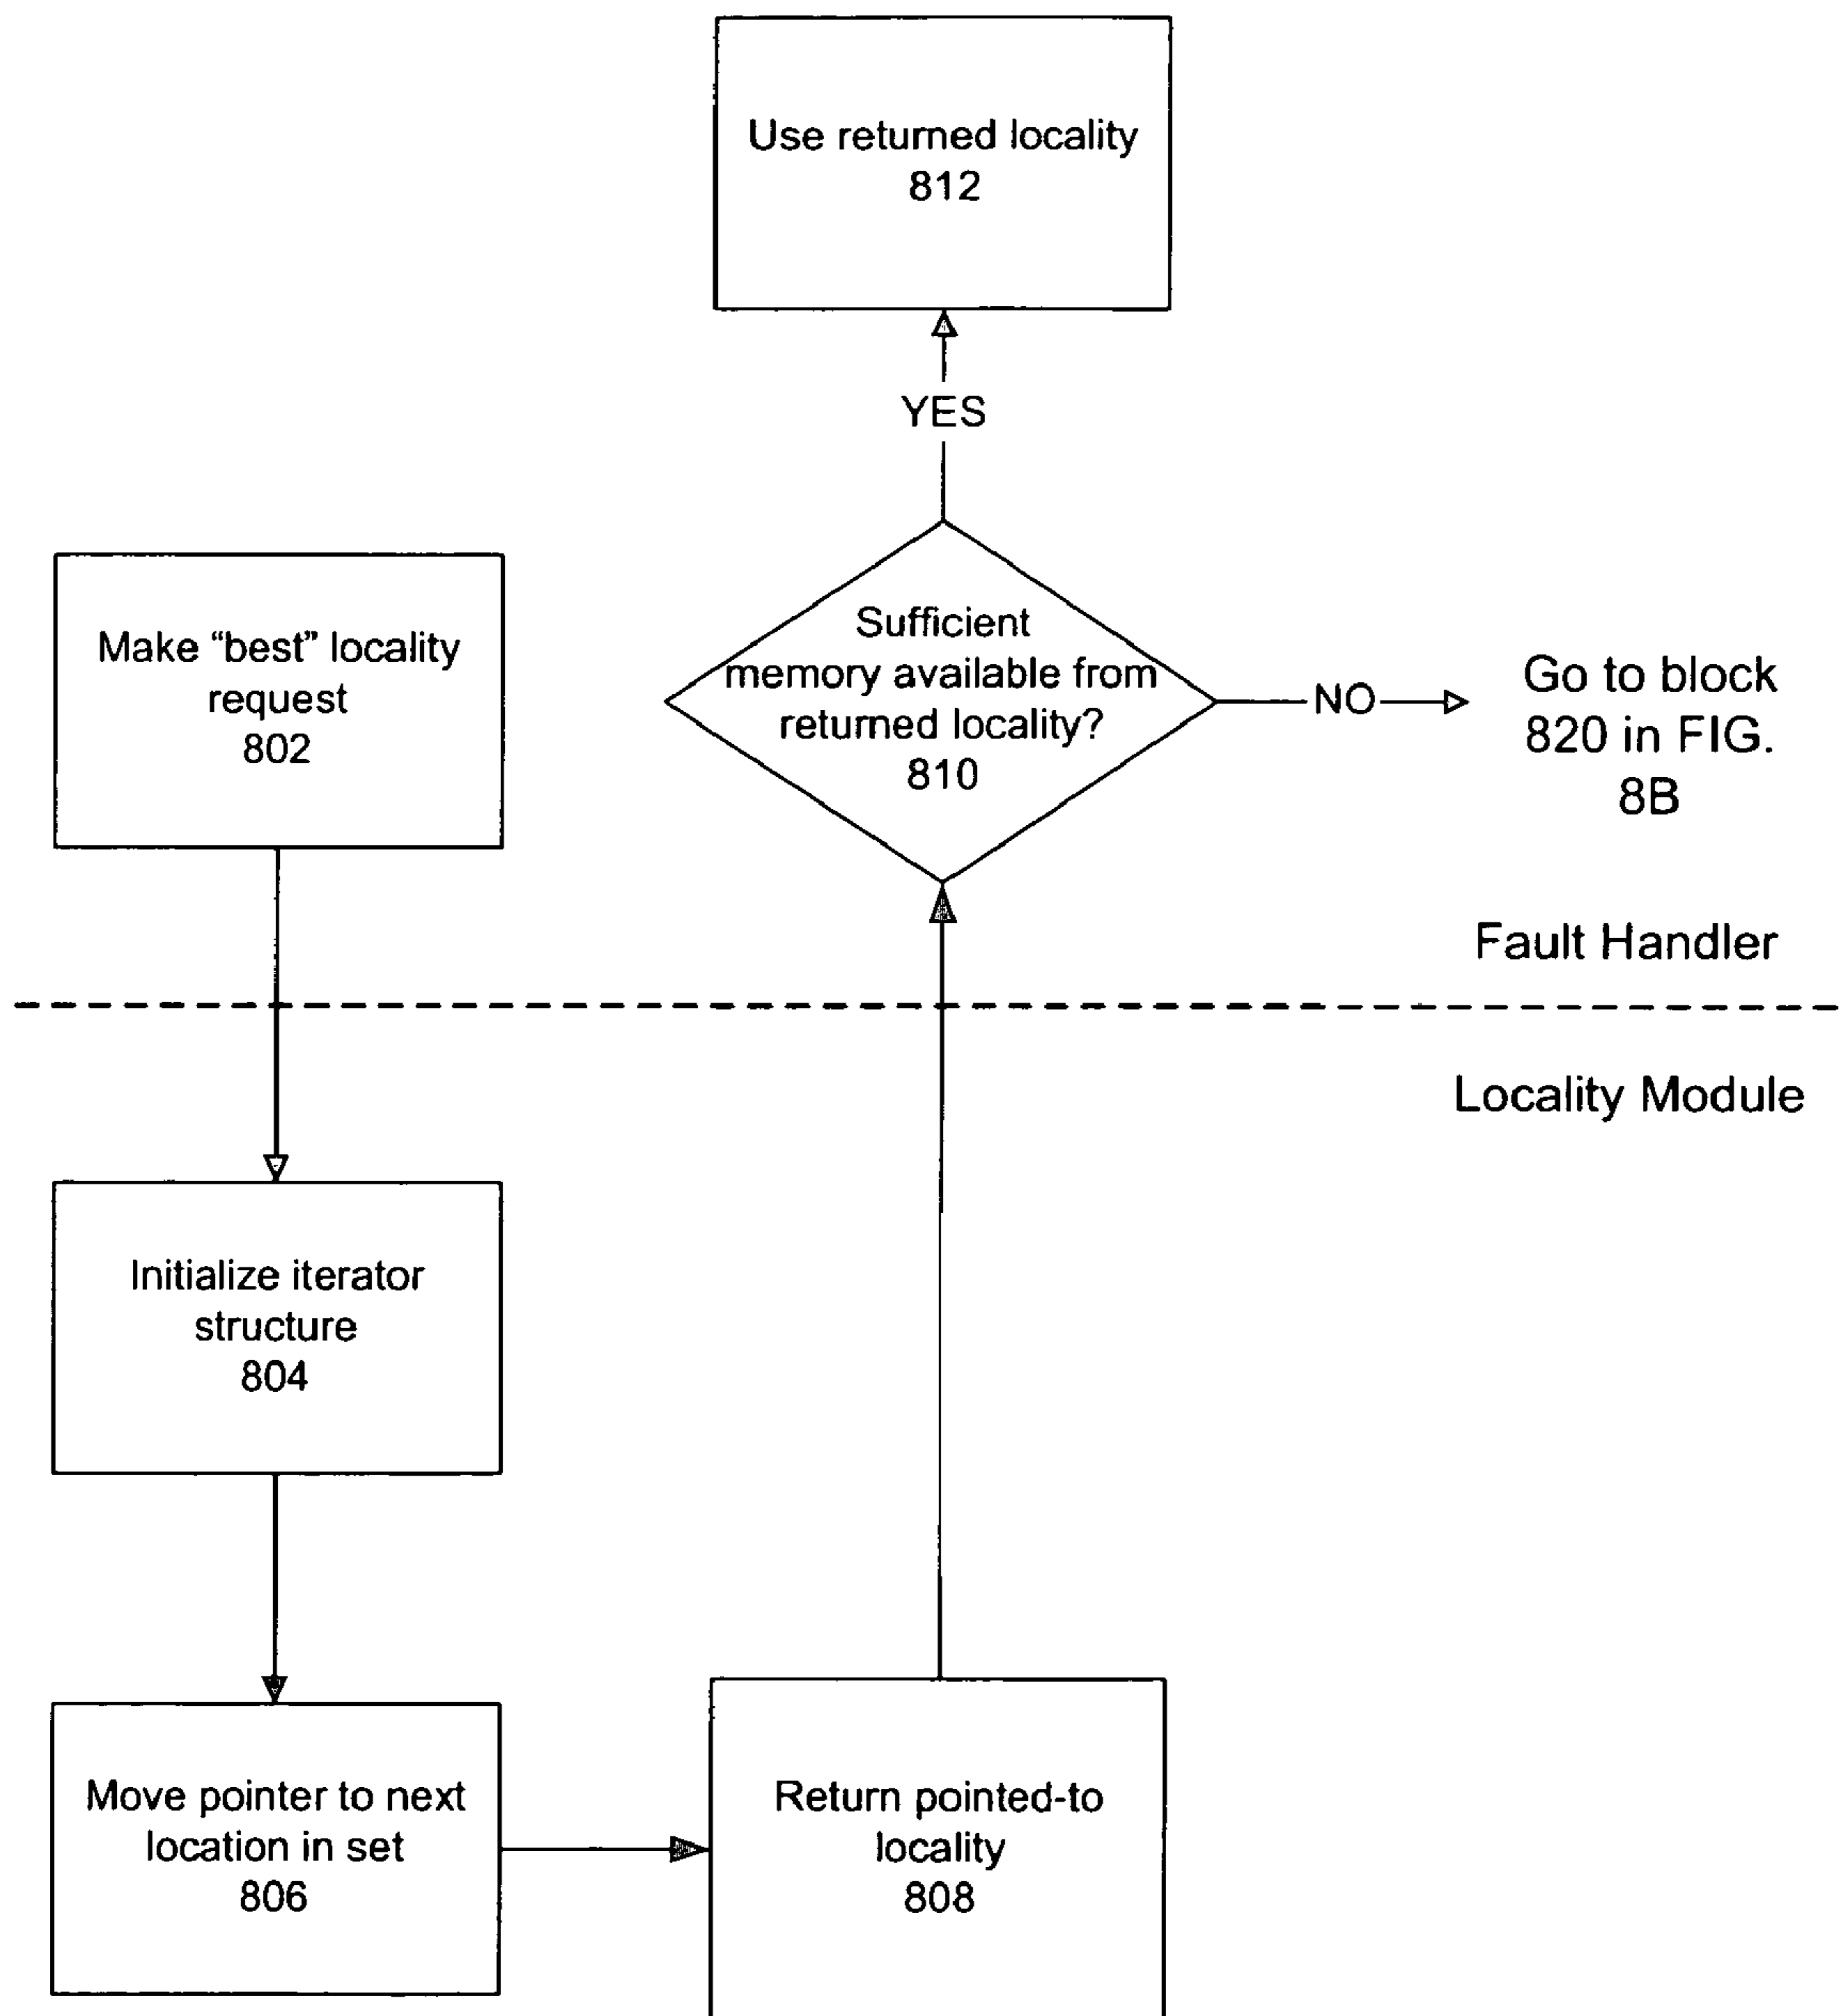 Use returned locality
812
YES
Make “best” locality
request
802
Sufficient
memory available from
returned locality?
810
NO
Go to block
820 in FIG.
8B
Fault Handler
Locality Module
Initialize iterator
structure
804
Move pointer to next
location in set
806
Return pointed-to
locality
808